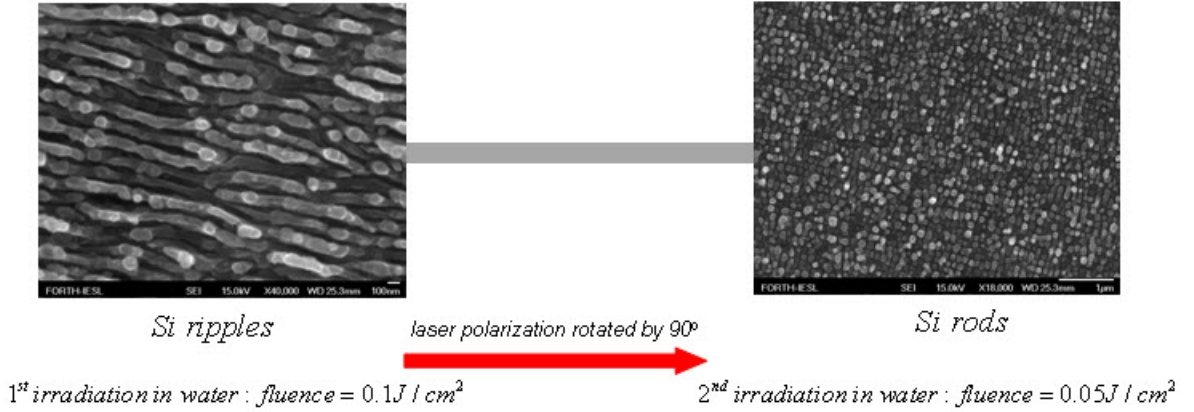 FORTH-IESL SEI 15.0kV X40,000 WD 25.3mm 100nm
FORTH-IESL SEI 15.0kV X18,000 WD 25.3mm 1µm
Si ripples
laser polarization rotated by 90º
Si rods
1st irradiation in water : fluence = 0.1J / cm²
2nd irradiation in water : fluence = 0.05J / cm²